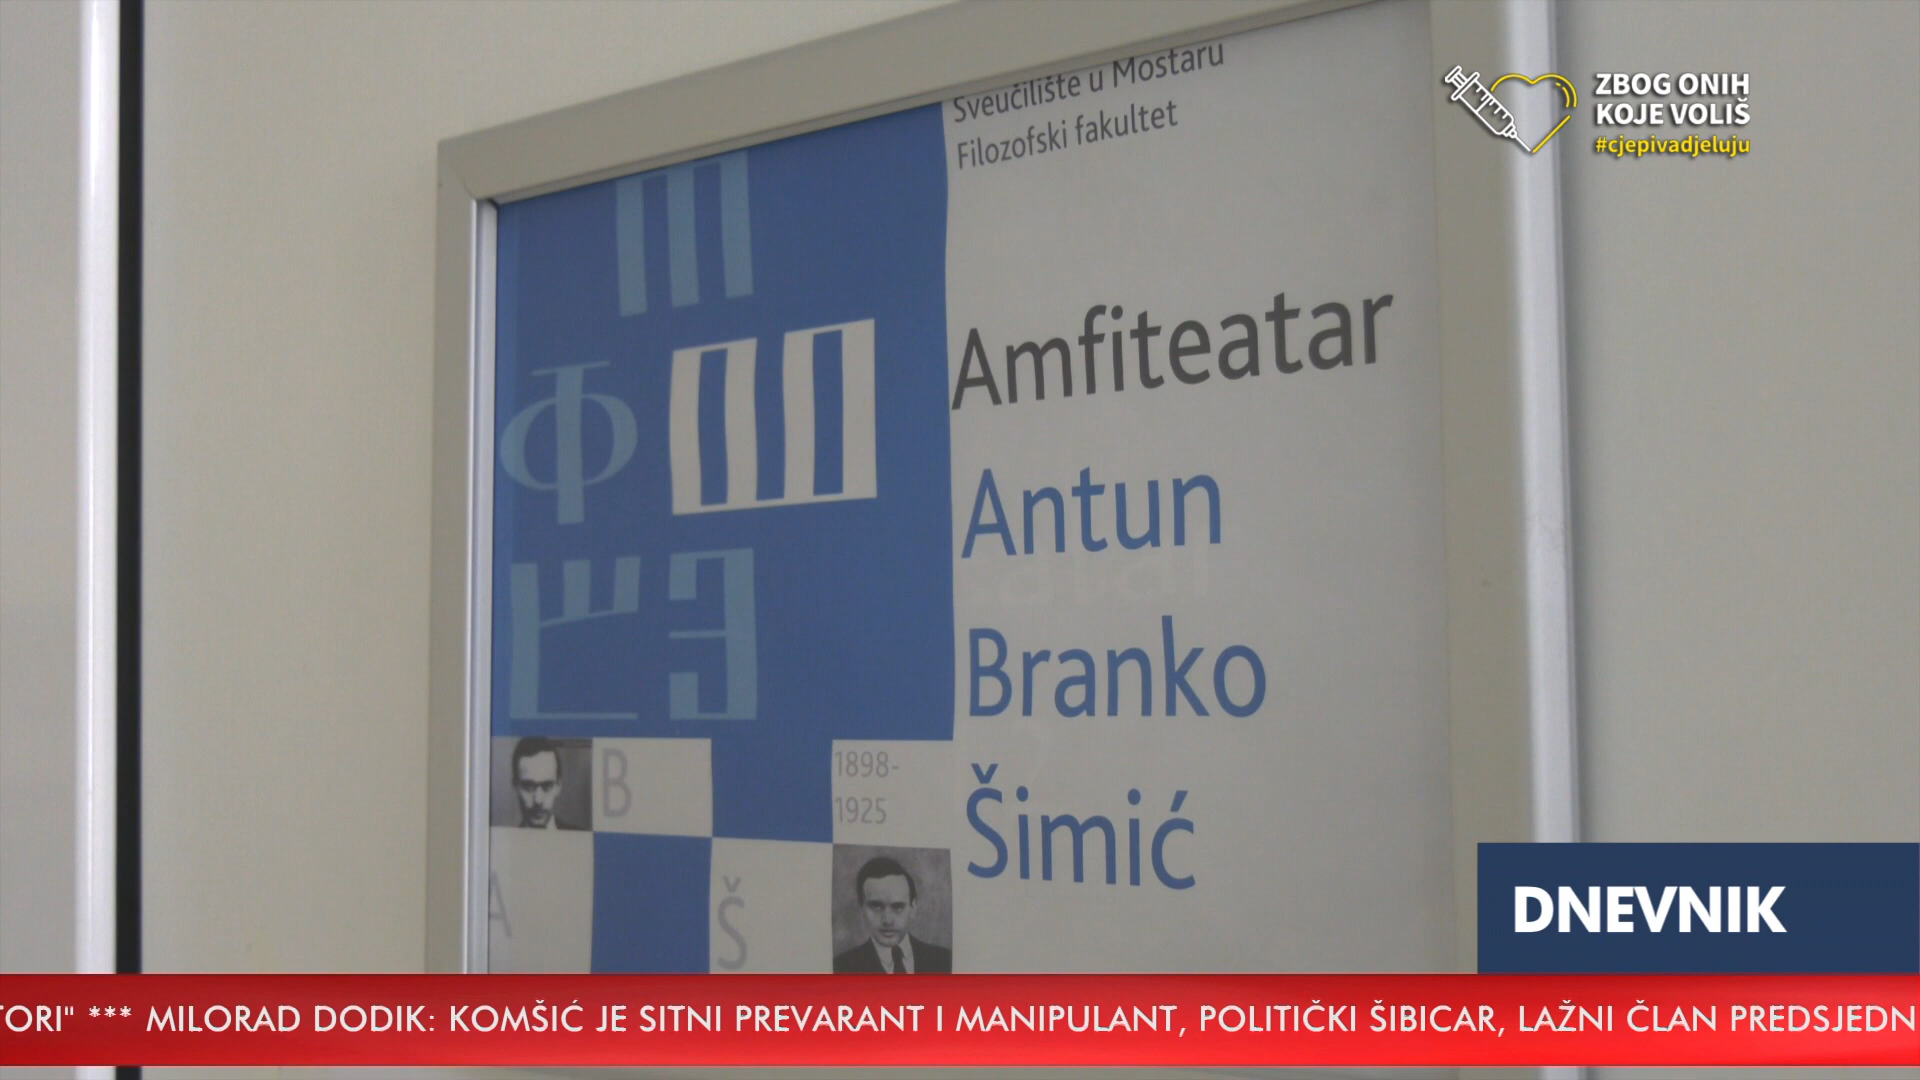 Sveučilište u Mostaru
Filozofski fakultet
Amfiteatar
Antun
Branko
Šimić
B
1898-
1925
A
Š
ZBOG ONIH
KOJE VOLIŠ
#cjepivadjeluju
DNEVNIK
TORI" *** MILORAD DODIK: KOMŠIĆ JE SITNI PREVARANT I MANIPULANT, POLITIČKI ŠIBICAR, LAŽNI ČLAN PREDSJEDN